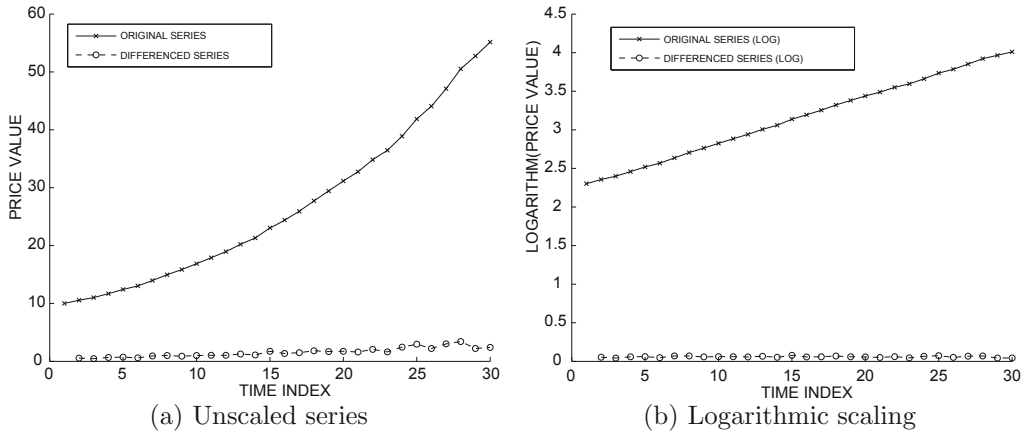 60
50
40
30
20
10
0
PRICE VALUE
ORIGINAL SERIES
DIFFERENCED SERIES
0 5 10 15 20 25 30
TIME INDEX
(a) Unscaled series
4.5
4
3.5
3
2.5
2
1.5
1
0.5
0
LOGARITHM(PRICE VALUE)
ORIGINAL SERIES (LOG)
DIFFERENCED SERIES (LOG)
0 5 10 15 20 25 30
TIME INDEX
(b) Logarithmic scaling